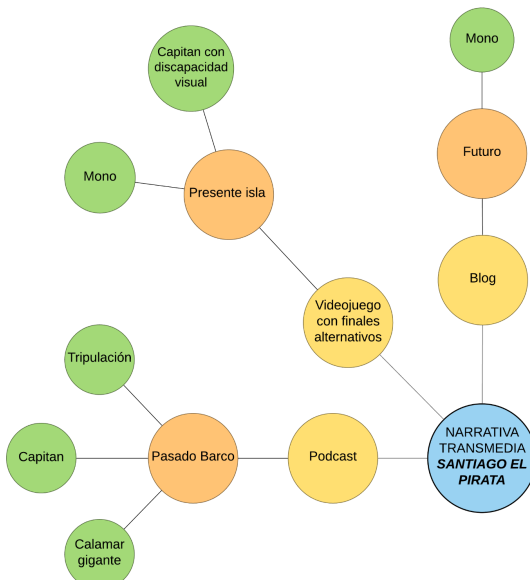 Mono
Capitan con
discapacidad
visual
Futuro
Mono
Presente isla
Blog
Videojuego
con finales
alternativos
Tripulación
NARRATIVA
TRANSMEDIA
SANTIAGO EL
PIRATA
Capitan
Pasado Barco
Podcast
Calamar
gigante